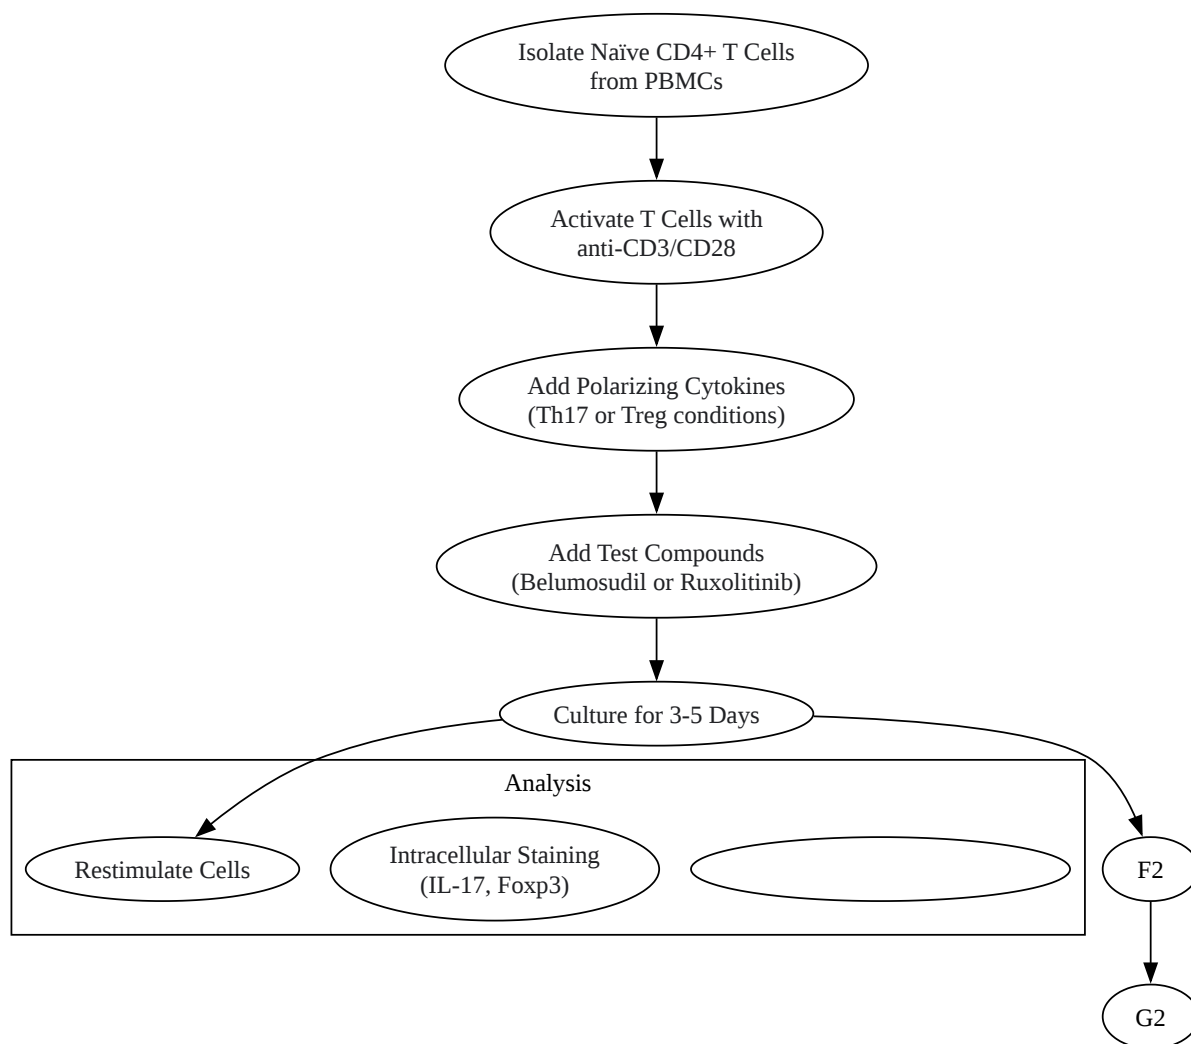 Isolate Naïve CD4+ T Cells
from PBMCs
Activate T Cells with
anti-CD3/CD28
Add Polarizing Cytokines
(Th17 or Treg conditions)
Add Test Compounds
(Belumosudil or Ruxolitinib)
Culture for 3-5 Days
Analysis
Restimulate Cells
Intracellular Staining
(IL-17, Foxp3)
F2
G2